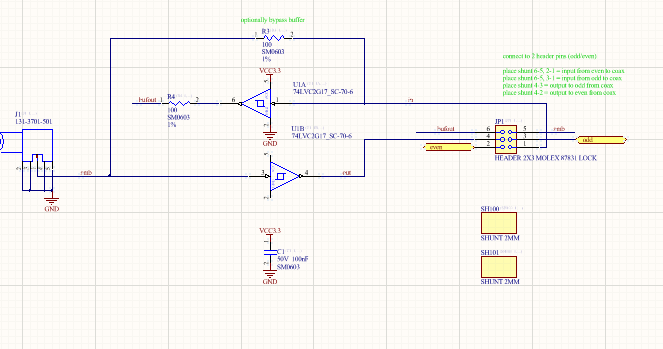 optionally bypass buffer
R3
1
2
100
SM0603
1%
connect to 2 header pins (odd/even)
place shunt 6-5, 2-1 = input from even to coax
place shunt 6-5, 3-1 = input from odd to coax
place shunt 4-3 = output to odd from coax
place shunt 4-2 = output to even from coax
VCC3.3
U1A
74LVC2G17_SC-70-6
bufout
1
R4
2
6
1
in
100
SM0603
1%
GND
J1
131-3701-501
U1B
74LVC2G17_SC-70-6
JP1
bufout
6
5
rmb
4
3
odd
even
2
1
HEADER 2X3 MOLEX 87831 LOCK
rmb
3
4
out
GND
SH100
SHUNT 2MM
VCC3.3
C1
50V 100nF
SM0603
GND
SH101
SHUNT 2MM